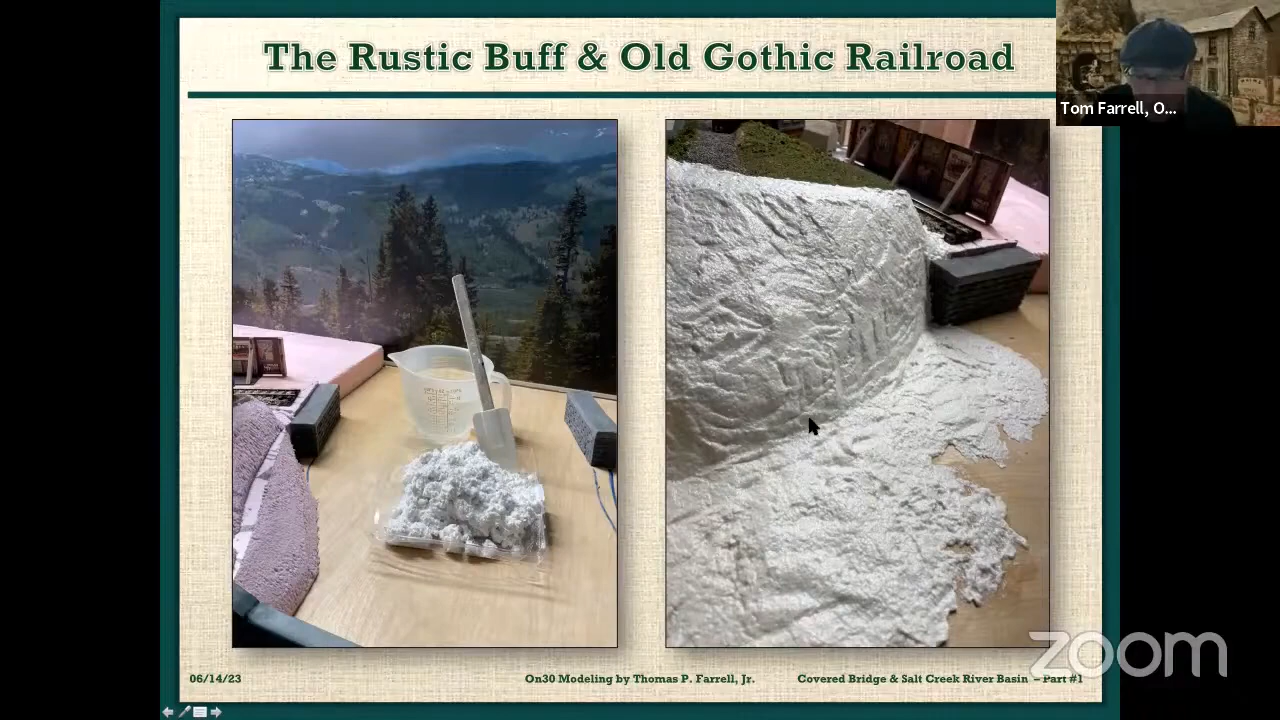 The Rustic Buff & Old Gothic Railroad
Tom Farrell, O...
06/14/23
On30 Modeling by Thomas P. Farrell, Jr.
Covered Bridge & Salt Creek River Basin – Part #1
zoom